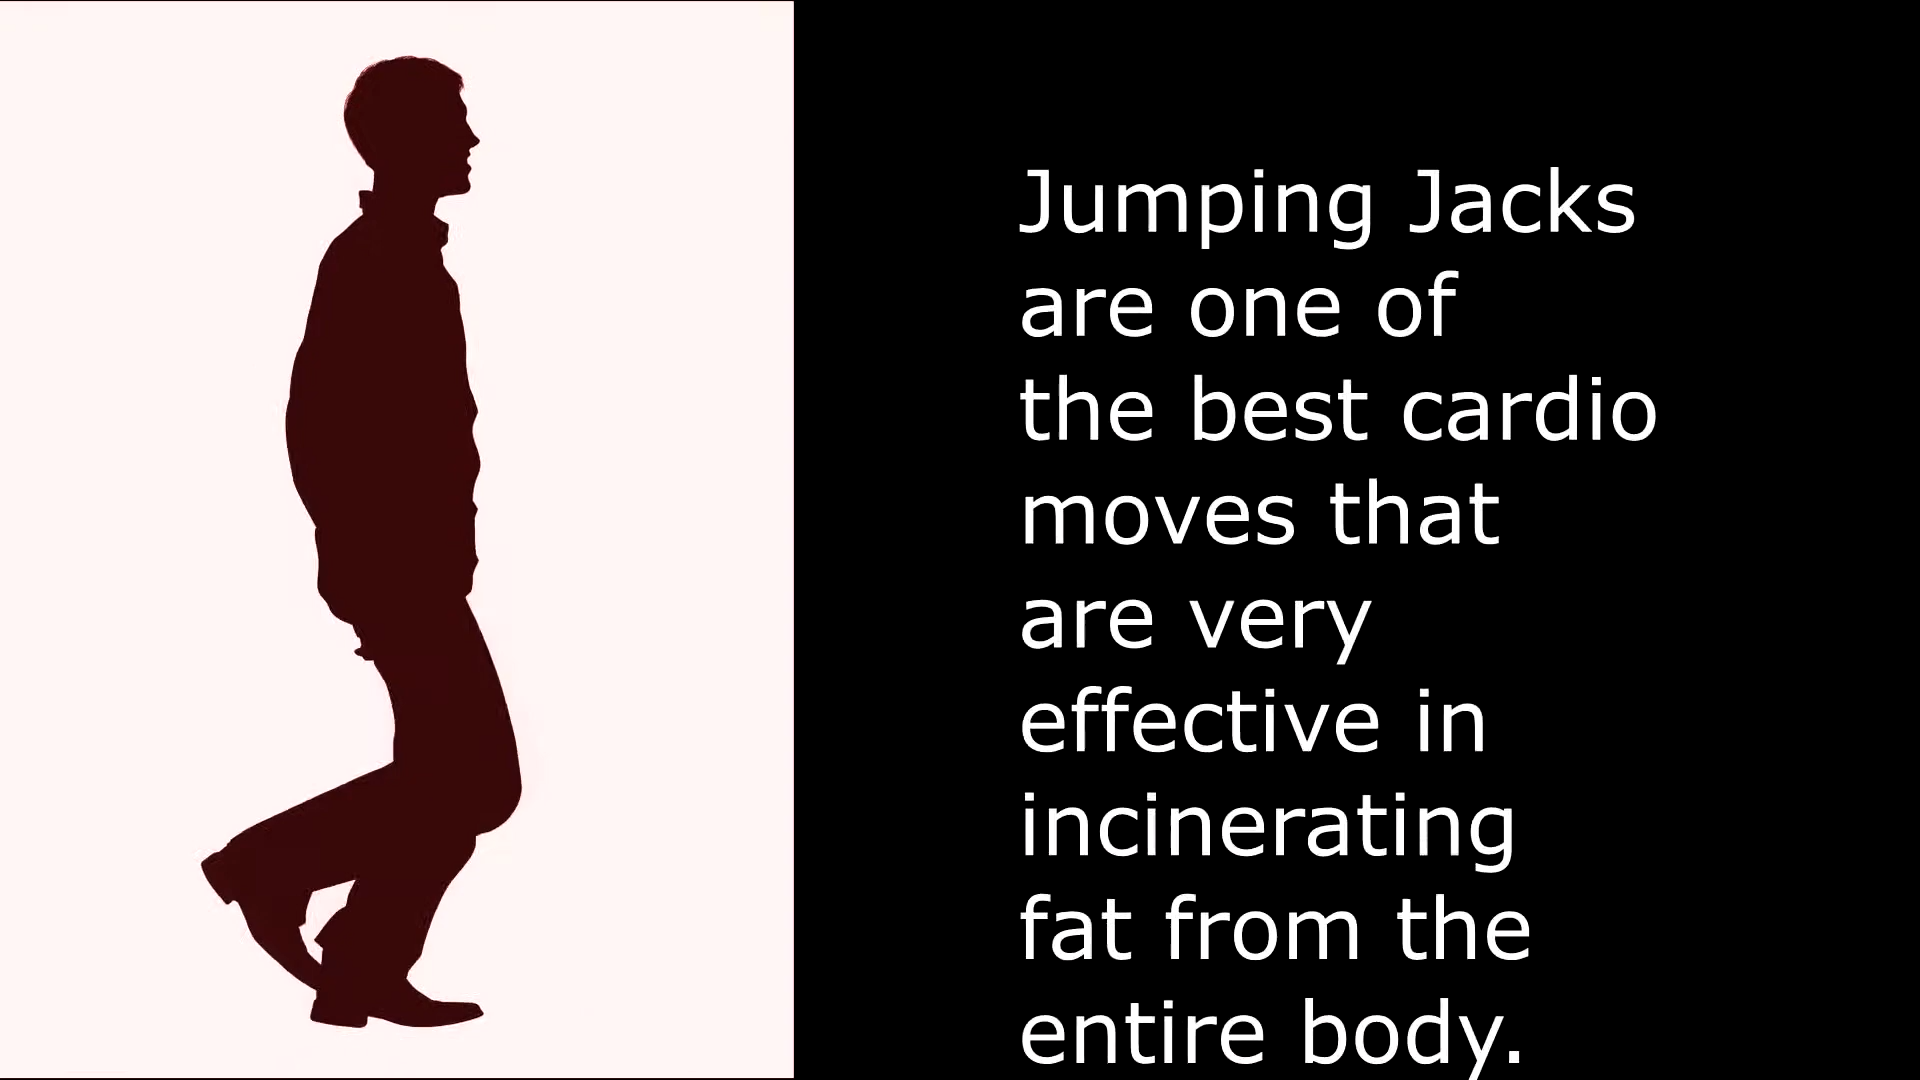 Jumping Jacks
are one of
the best cardio
moves that
are very
effective in
incinerating
fat from the
entire body.